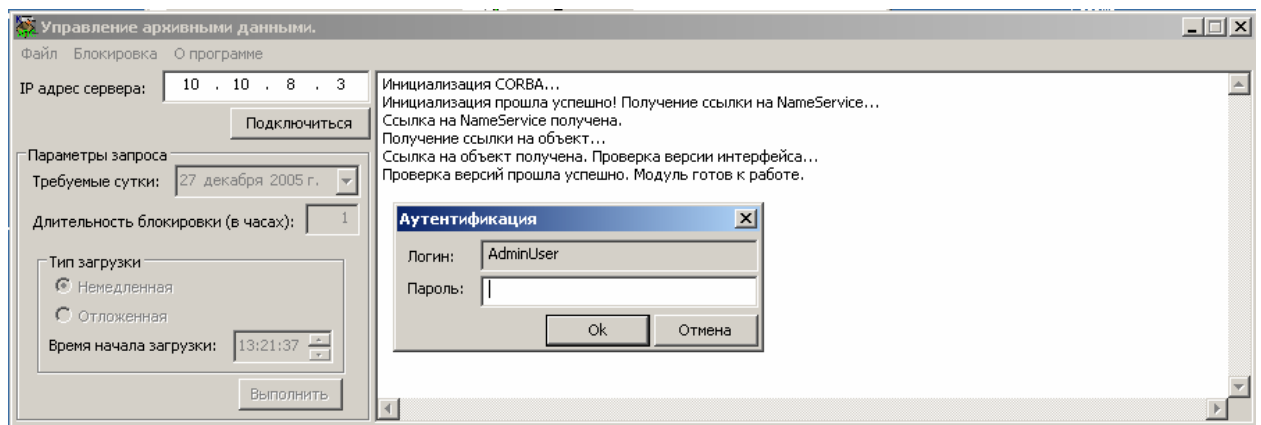 Управление архивными данными.
Файл Блокировка О программе
IP адрес сервера: 10 . 10 . 8 . 3
Подключиться
Параметры запроса
Требуемые сутки: 27 декабря 2005 г.
Длительность блокировки (в часах): 1
Тип загрузки
Немедленная
Отложенная
Время начала загрузки: 13:21:37
Выполнить
Инициализация CORBA...
Инициализация прошла успешно! Получение ссылки на NameService...
Ссылка на NameService получена.
Получение ссылки на объект...
Ссылка на объект получена. Проверка версии интерфейса...
Проверка версий прошла успешно. Модуль готов к работе.
Аутентификация
Логин: AdminUser
Пароль:
Ok Отмена